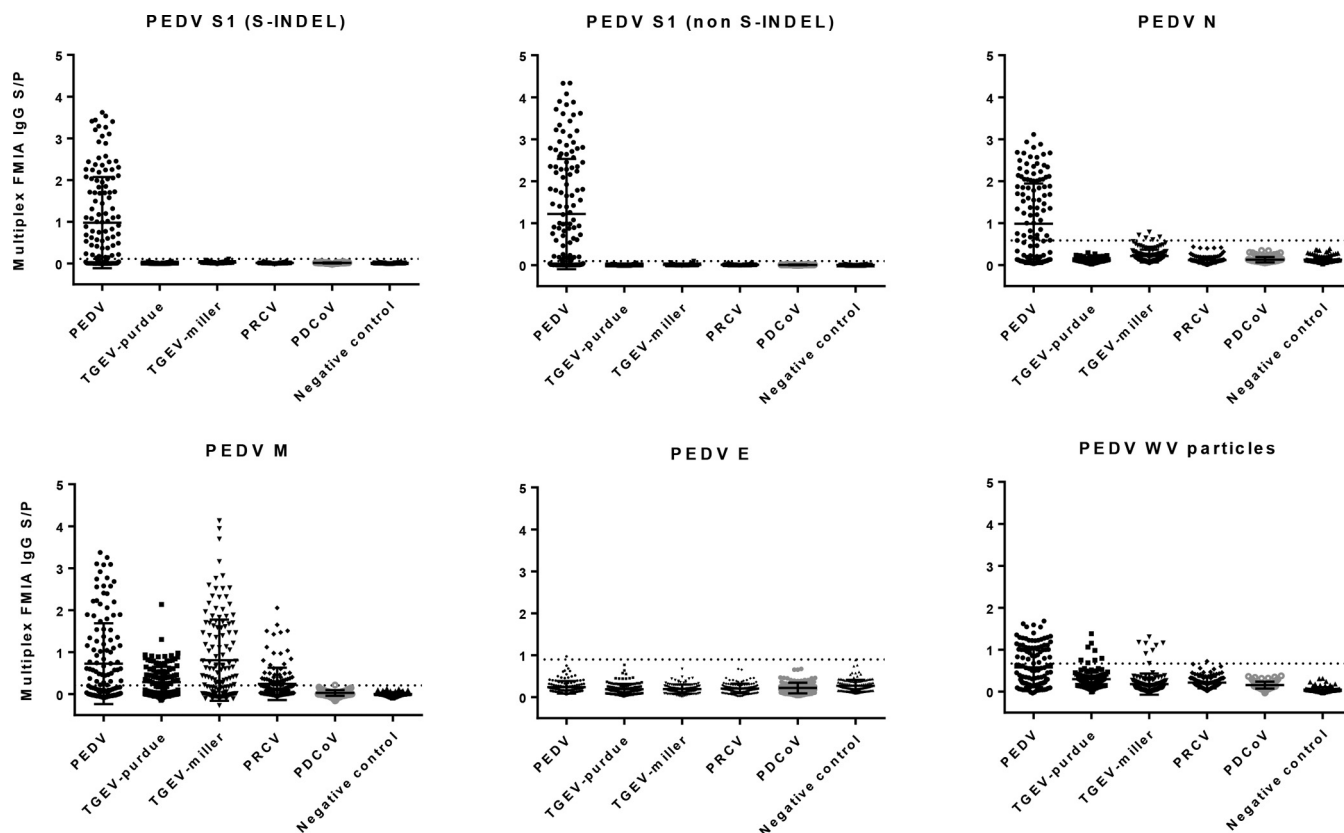 PEDV S1 (S-INDEL)
Multiplex FMIA IgG S/P
5
4
3
2
1
0
PEDV
TGEV-purdue
TGEV-miller
PRCV
PDCoV
Negative control
PEDV S1 (non S-INDEL)
5
4
3
2
1
0
PEDV
TGEV-purdue
TGEV-miller
PRCV
PDCoV
Negative control
PEDV N
5
4
3
2
1
0
PEDV
TGEV-purdue
TGEV-miller
PRCV
PDCoV
Negative control
PEDV M
Multiplex FMIA IgG S/P
5
4
3
2
1
0
PEDV
TGEV-purdue
TGEV-miller
PRCV
PDCoV
Negative control
PEDV E
5
4
3
2
1
0
PEDV
TGEV-purdue
TGEV-miller
PRCV
PDCoV
Negative control
PEDV WV particles
5
4
3
2
1
0
PEDV
TGEV-purdue
TGEV-miller
PRCV
PDCoV
Negative control